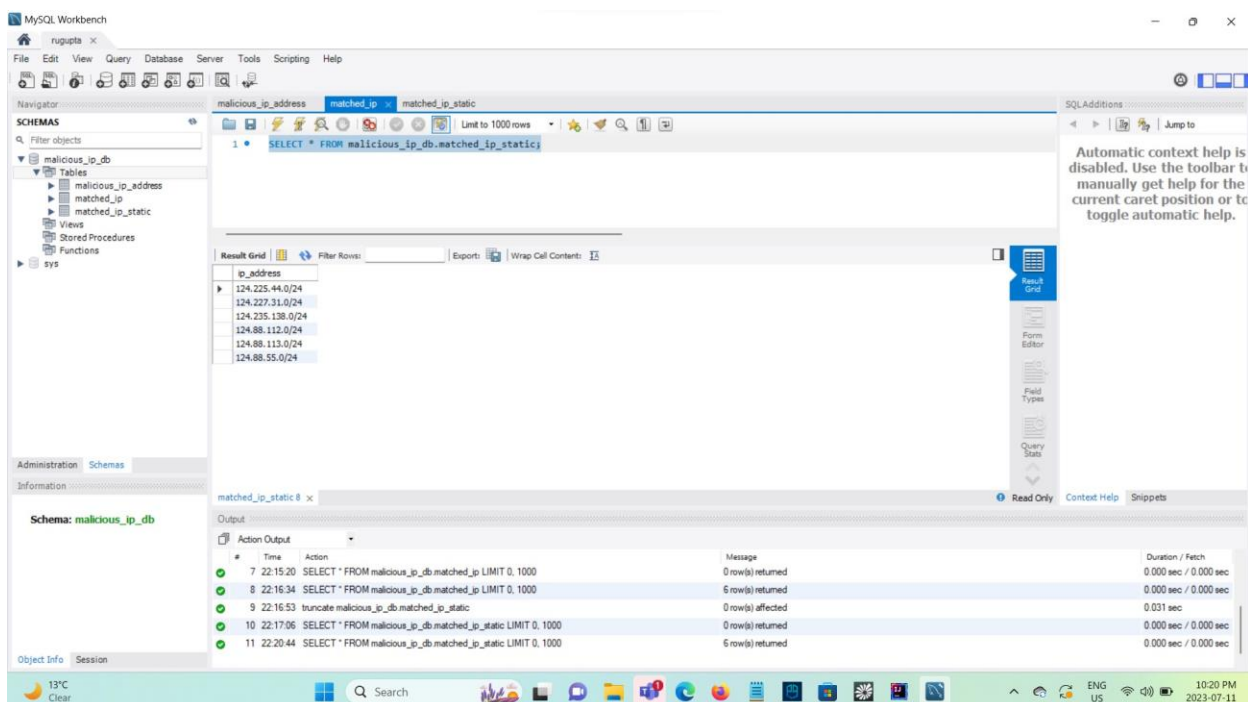 MySQL Workbench
rugupta
File Edit View Query Database Server Tools Scripting Help
Navigator
SCHEMAS
Filter objects
malicious_ip_db
Tables
malicious_ip_address
matched_ip
matched_ip_static
Views
Stored Procedures
Functions
sys
Administration Schemas
Information
Schema: malicious_ip_db
Object Info Session
malicious_ip_address matched_ip matched_ip_static
Limit to 1000 rows
1 SELECT * FROM malicious_ip_db.matched_ip_static;
Result Grid Filter Rows: Export: Wrap Cell Content:
ip_address
124.225.44.0/24
124.227.31.0/24
124.235.138.0/24
124.88.112.0/24
124.88.113.0/24
124.88.55.0/24
Result
Grid
Form
Editor
Field
Types
Query
Stats
matched_ip_static 8 Read Only
SQLAdditions
Jump to
Automatic context help is
disabled. Use the toolbar to
manually get help for the
current caret position or to
toggle automatic help.
Context Help Snippets
Output
Action Output
# Time Action Message Duration / Fetch
7 22:15:20 SELECT * FROM malicious_ip_db.matched_ip LIMIT 0, 1000 0 row(s) returned 0.000 sec / 0.000 sec
8 22:16:34 SELECT * FROM malicious_ip_db.matched_ip LIMIT 0, 1000 6 row(s) returned 0.000 sec / 0.000 sec
9 22:16:53 truncate malicious_ip_db.matched_ip_static 0 row(s) affected 0.031 sec
10 22:17:06 SELECT * FROM malicious_ip_db.matched_ip_static LIMIT 0, 1000 0 row(s) returned 0.000 sec / 0.000 sec
11 22:20:44 SELECT * FROM malicious_ip_db.matched_ip_static LIMIT 0, 1000 6 row(s) returned 0.000 sec / 0.000 sec
13°C
Clear
Search
ENG
US
10:20 PM
2023-07-11